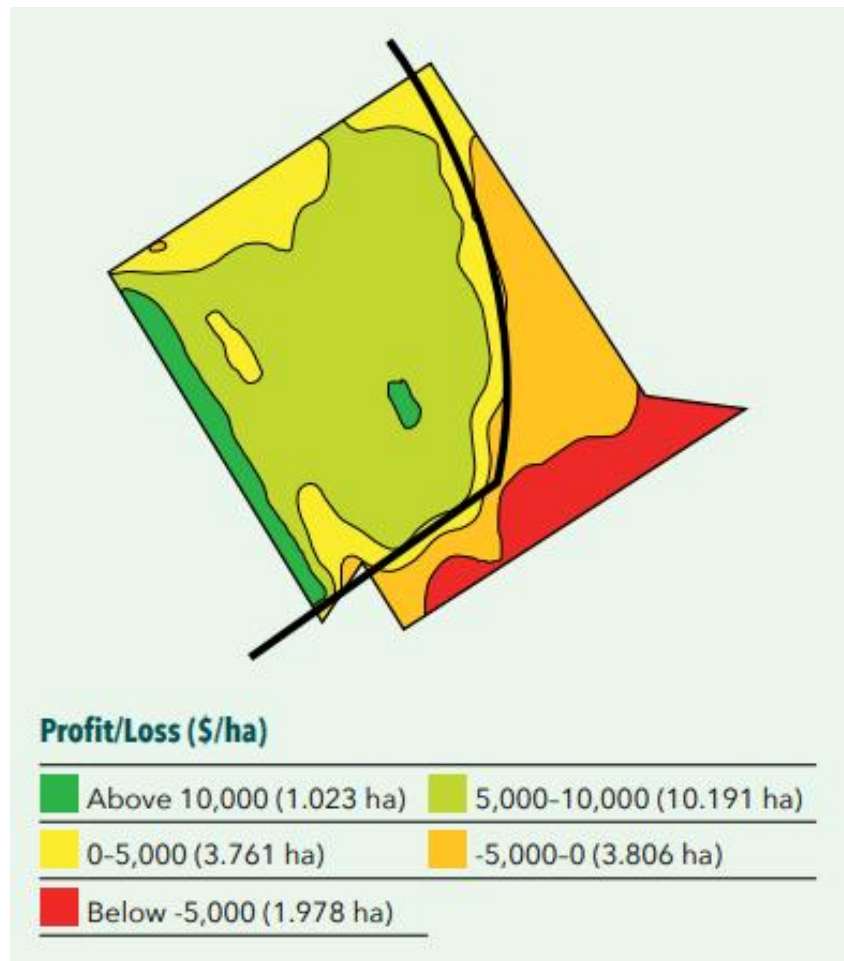 Profit/Loss ($/ha)
Above 10,000 (1.023 ha) 5,000–10,000 (10.191 ha)
0–5,000 (3.761 ha) -5,000–0 (3.806 ha)
Below -5,000 (1.978 ha)